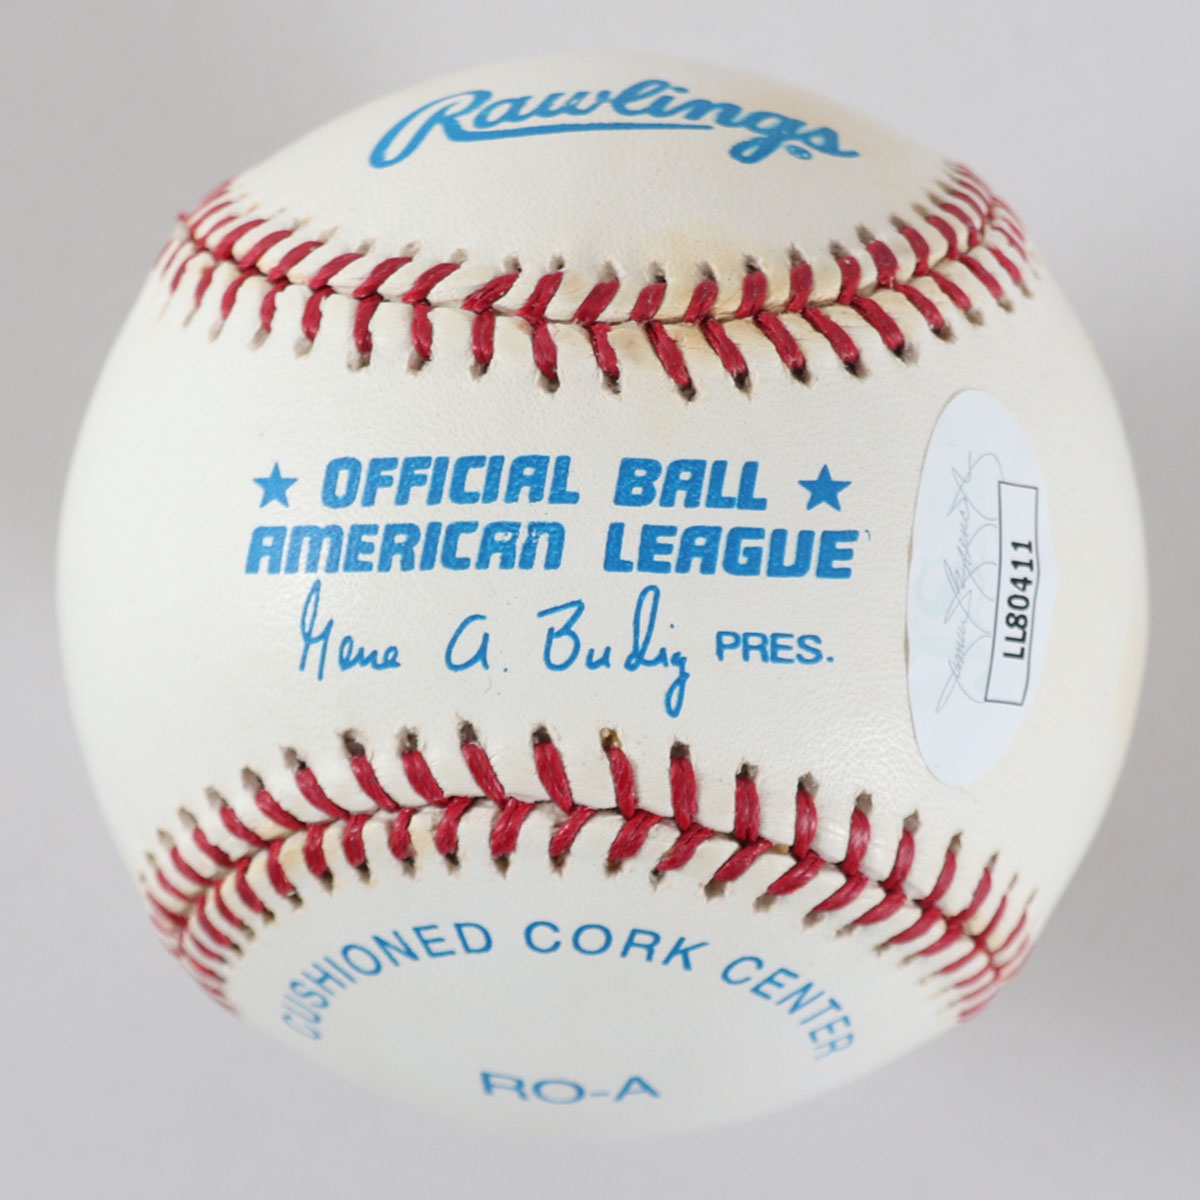 Rawlings
OFFICIAL BALL
AMERICAN LEAGUE
Gene A. Budig PRES.
LL80411
CUSHIONED CORK CENTER
RO-A